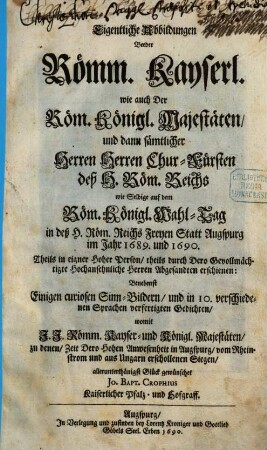 Eigentliche Abbildungen
Beeder
Römm. Kayserl.
wie auch Der
Röm. Königl. Majestäten/
und dann sämtlicher
Herren Herren Chur-Fürsten
deß H. Röm. Reichs
wie Selbige auf dem
Röm. Königl. Wahl-Tag
in deß H. Röm. Reichs Freyen Statt Augspurg
im Jahr 1689. und 1690.
Theils in eigner Hoher Person/ theils durch Dero Gevollmäch-
tigte Hochansehnliche Herren Abgesandten erschienen:
Benebenst
Einigen curiosen Sinn-Bildern/ und in 10. verschiede-
nen Sprachen verfertigten Gedichten/
womit
J.J. Römm. Kayser- und Königl. Majestäten/
zu denen/ Zeit Dero Hohen Anwesenheit in Augspurg/ vom Rhein-
strom und aus Ungarn erschollenen Siegen/
allerunterthänigst Glück gewünschet
Jo. Bapt. Crophius
Kaiserlicher Pfaltz- und Hofgraff.
Augspurg/
In Verlegung und zufinden bey Lorentz Kroniger und Gottlieb
Göbels Seel. Erben 1690.